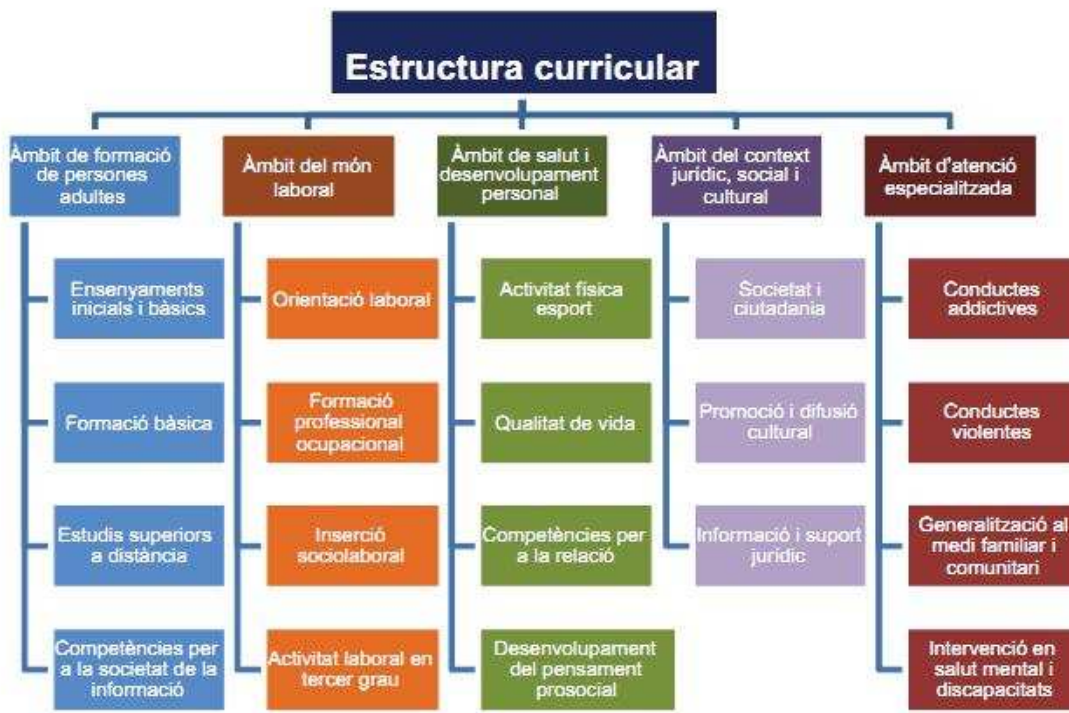 Estructura curricular
Àmbit de formació
de persones
adultes
Àmbit del món
laboral
Àmbit de salut i
desenvolupament
personal
Àmbit del context
jurídic, social i
cultural
Àmbit d'atenció
especialitzada
Ensenyaments
inicials i bàsics
Formació bàsica
Estudis superiors
a distància
Competències per
a la societat de la
informació
Orientació laboral
Formació
professional
ocupacional
Inserció
sociolaboral
Activitat laboral en
tercer grau
Activitat física
esport
Qualitat de vida
Competències per
a la relació
Desenvolupament
del pensament
prosocial
Societat i
ciutadania
Promoció i difusió
cultural
Informació i suport
jurídic
Conductes
addictives
Conductes
violentes
Generalització al
medi familiar i
comunitari
Intervenció en
salut mental i
discapacitats